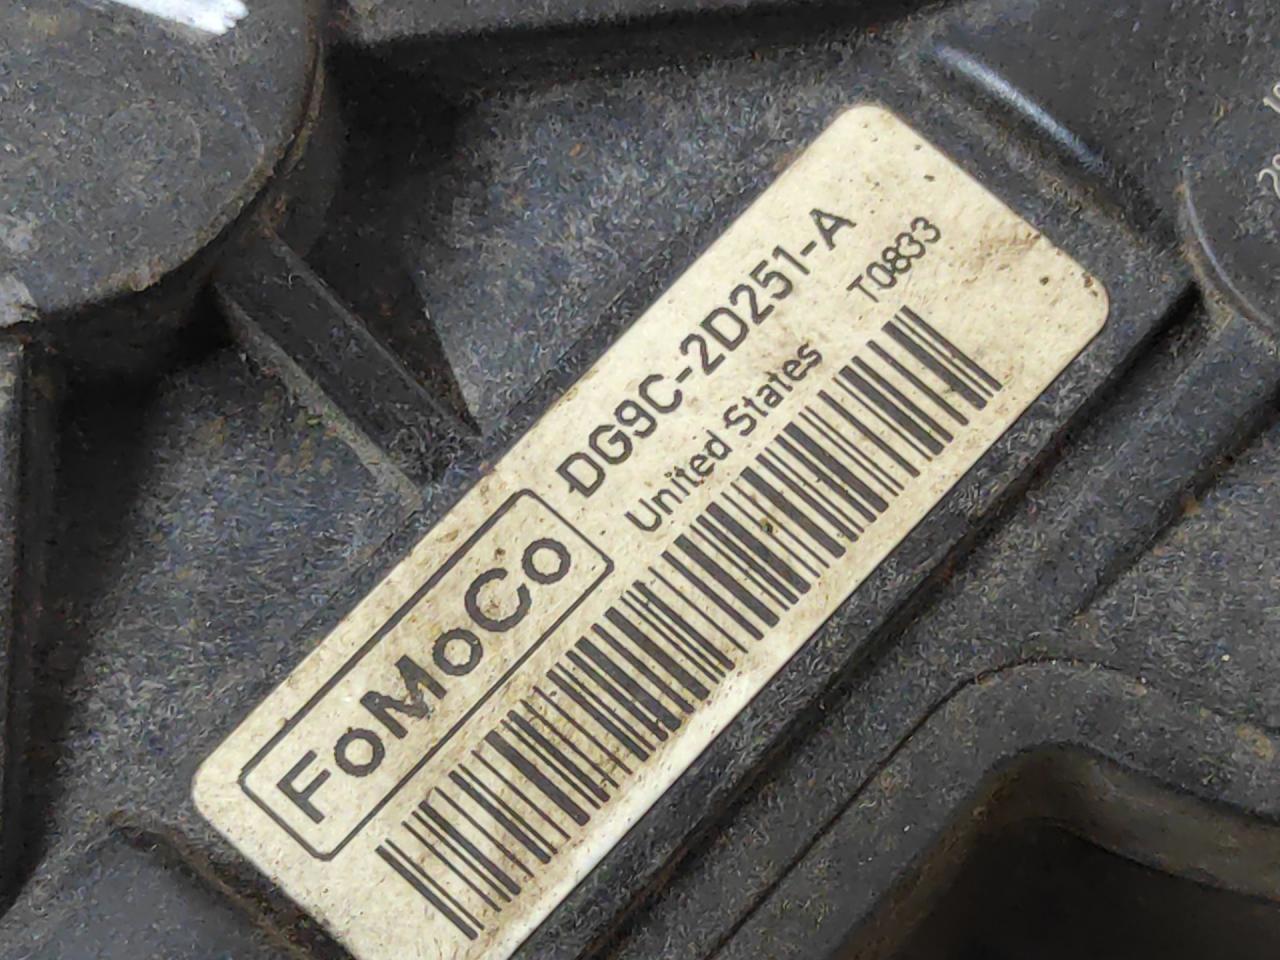 FoMoCo
DG9C-2D251-A
United States
T0833